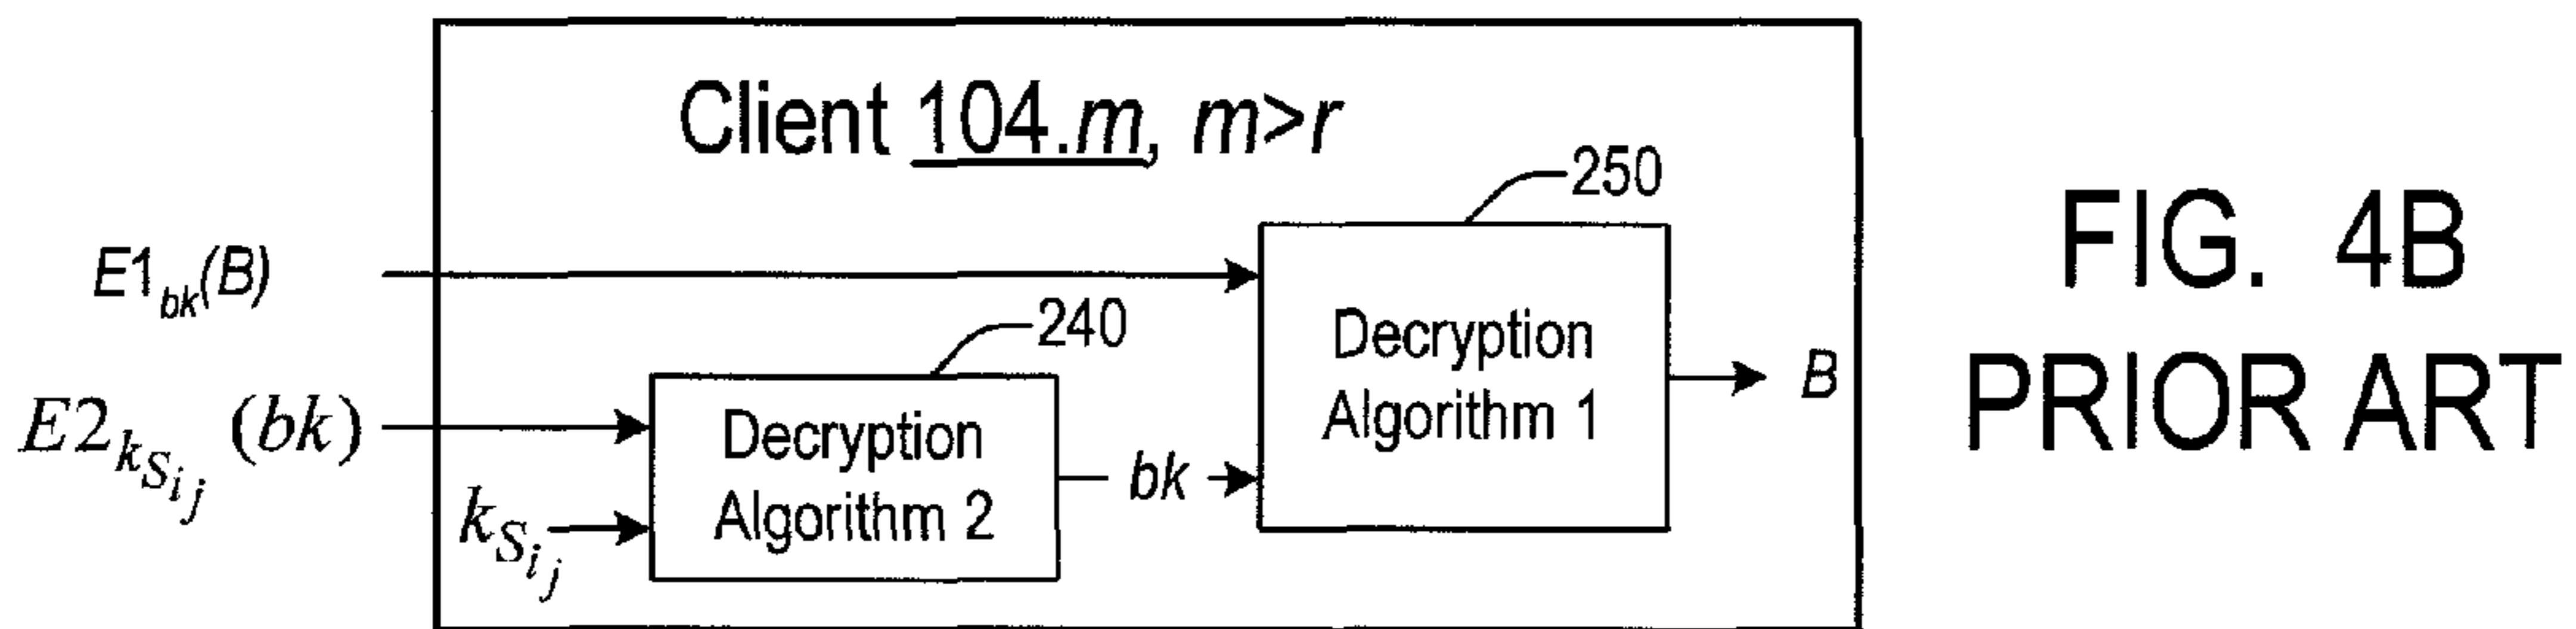 Client 104.m, m>r
250
E1bk(B)
240
Decryption
Algorithm 1
B
E2kSij (bk)
Decryption
Algorithm 2
bk
kSij
FIG. 4B
PRIOR ART